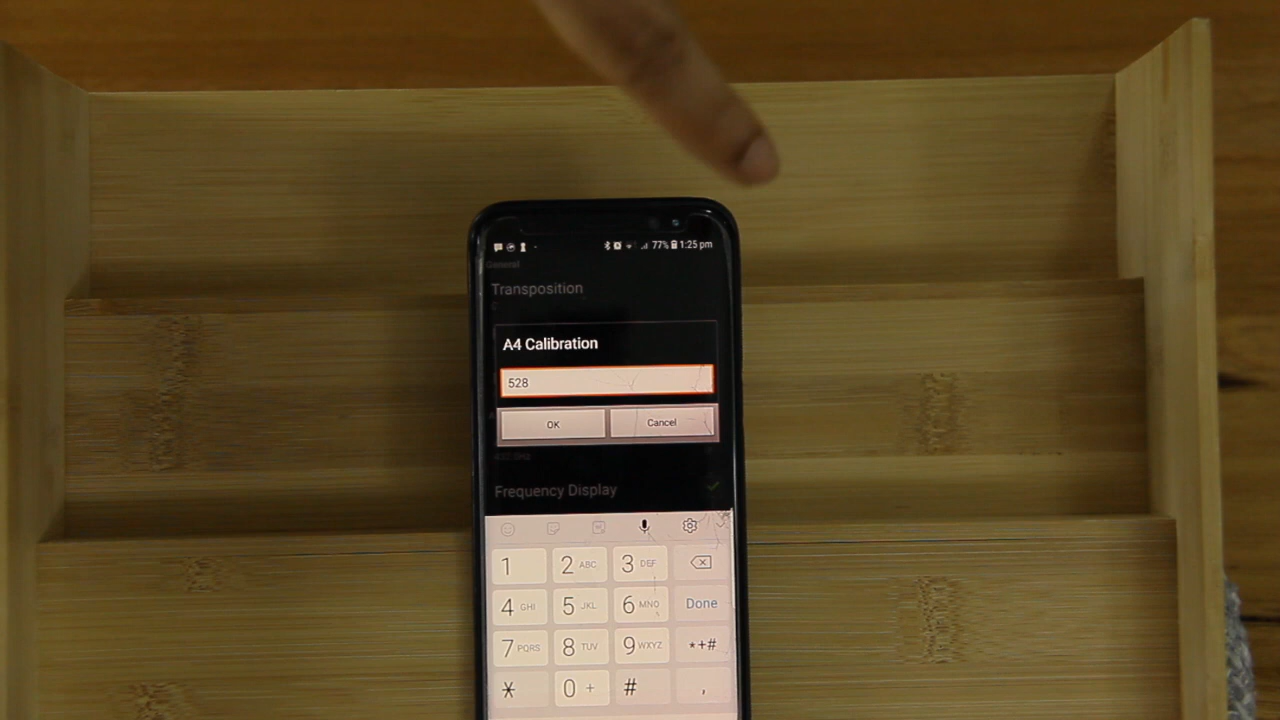 77% 1:25 pm
General
Transposition
C
A4 Calibration
528
OK Cancel
Frequency Display
1 2 ABC 3 DEF
4 GHI 5 JKL 6 MNO Done
7 PQRS 8 TUV 9 WXYZ *+#
* 0 + # ,